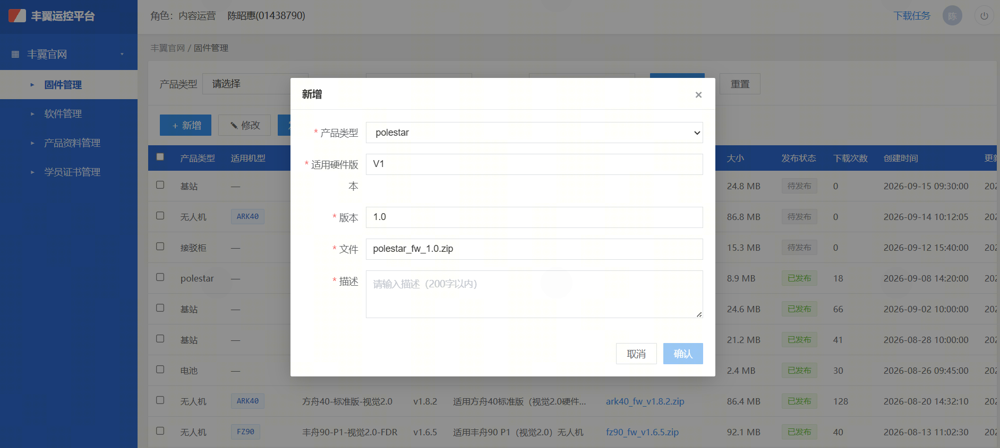 丰翼运控平台
角色：内容运营 陈昭惠(01438790)
下载任务
陈
丰翼官网
固件管理
软件管理
产品资料管理
学员证书管理
丰翼官网 / 固件管理
产品类型 请选择
重置
+ 新增
修改
产品类型 适用机型 大小 发布状态 下载次数 创建时间
基站 — 24.8 MB 待发布 0 2026-09-15 09:30:00 202
无人机 ARK40 86.8 MB 待发布 0 2026-09-14 10:12:05 202
接驳柜 — 15.3 MB 待发布 0 2026-09-12 15:40:00 202
polestar — 8.9 MB 已发布 18 2026-09-08 14:20:00 202
基站 — 24.6 MB 已发布 66 2026-09-02 10:00:00 202
基站 — 21.2 MB 已发布 41 2026-08-28 10:00:00 202
电池 — 2.4 MB 已发布 30 2026-08-26 09:45:00 202
无人机 ARK40 方舟40-标准版-视觉2.0 v1.8.2 适用方舟40标准版（视觉2.0硬件... ark40_fw_v1.8.2.zip 86.4 MB 已发布 128 2026-08-20 14:32:10 202
无人机 FZ90 丰舟90-P1-视觉2.0-FDR v1.6.5 适用丰舟90 P1（视觉2.0）无人机 fz90_fw_v1.6.5.zip 92.1 MB 已发布 40 2026-08-13 11:02:30 202
新增 ×
* 产品类型 polestar
* 适用硬件版 V1
本
* 版本 1.0
* 文件 polestar_fw_1.0.zip
* 描述 请输入描述（200字以内）
取消 确认